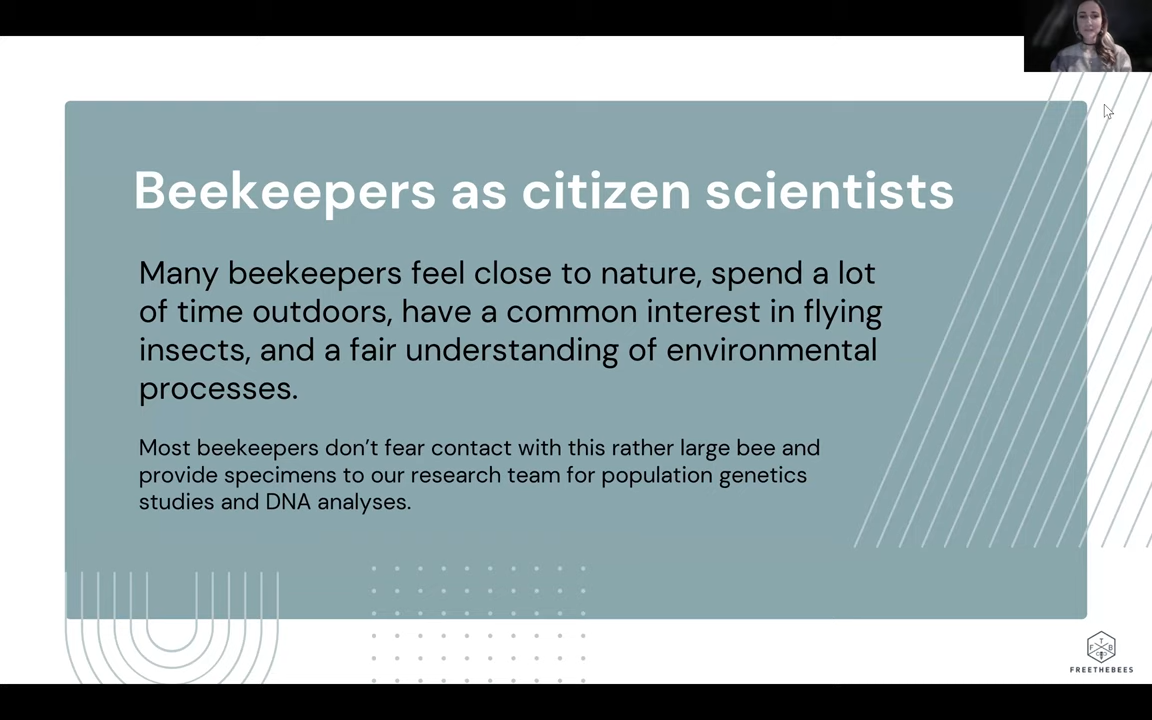 Beekeepers as citizen scientists
Many beekeepers feel close to nature, spend a lot
of time outdoors, have a common interest in flying
insects, and a fair understanding of environmental
processes.
Most beekeepers don't fear contact with this rather large bee and
provide specimens to our research team for population genetics
studies and DNA analyses.
T
F B
FREETHEBEES